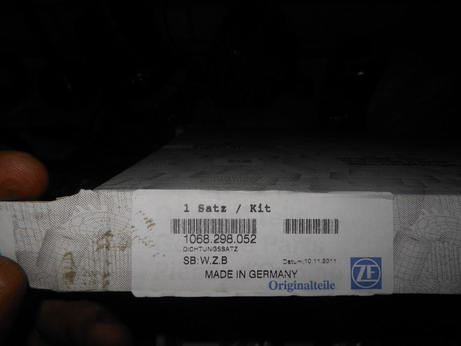 1 Satz / Kit
1068.298.052
DICHTUNGSSATZ
SB:W.Z.B
Datum:10.11.2011
MADE IN GERMANY
Originalteile
ZF